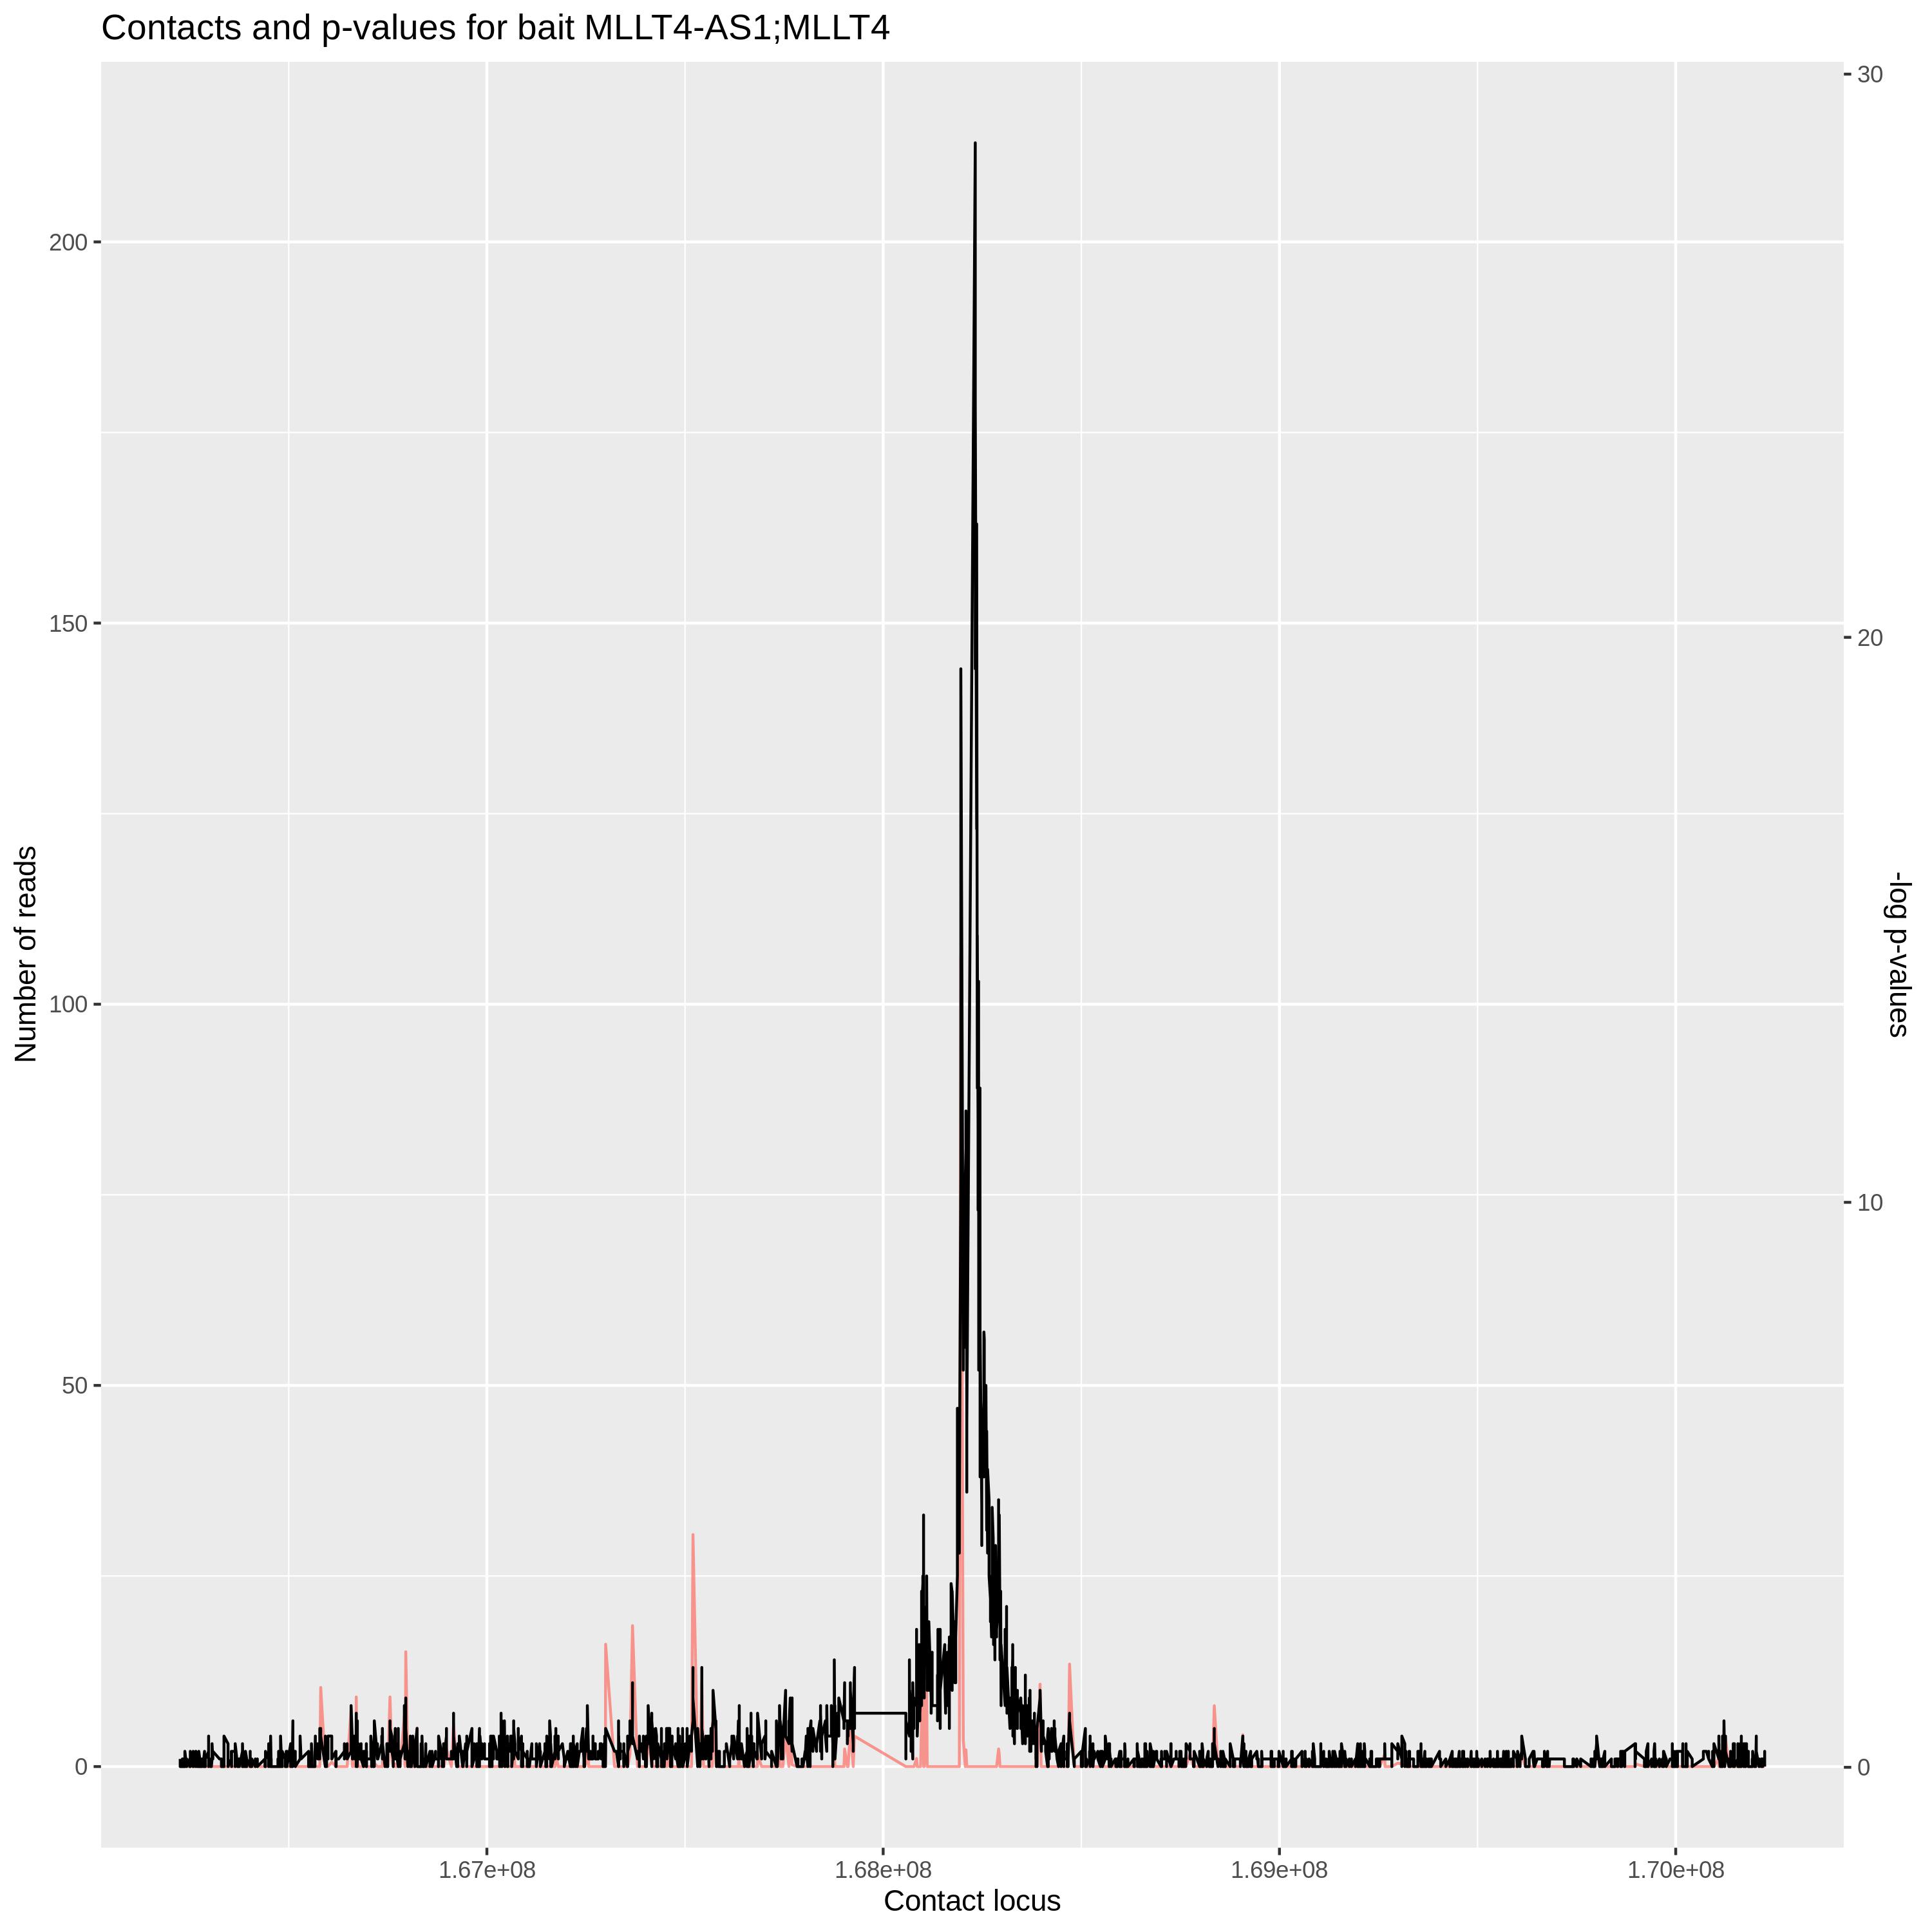 Contacts and p-values for bait MLLT4-AS1;MLLT4
Number of reads
200
150
100
50
0
30
20
10
0
-log p-values
1.67e+08
1.68e+08
1.69e+08
1.70e+08
Contact locus